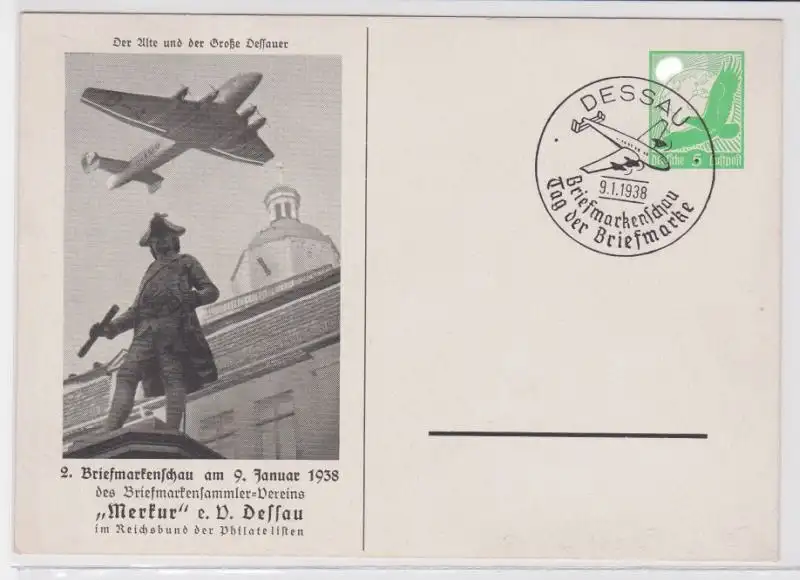 Der Alte und der Große Dessauer
2. Briefmarkenschau am 9. Januar 1938
des Briefmarkensammler=Vereins
„Merkur“ e. V. Dessau
im Reichsbund der Philatelisten
DESSAU
9.1.1938
Briefmarkenschau
Tag der Briefmarke
Deutsche 5 Luftpost